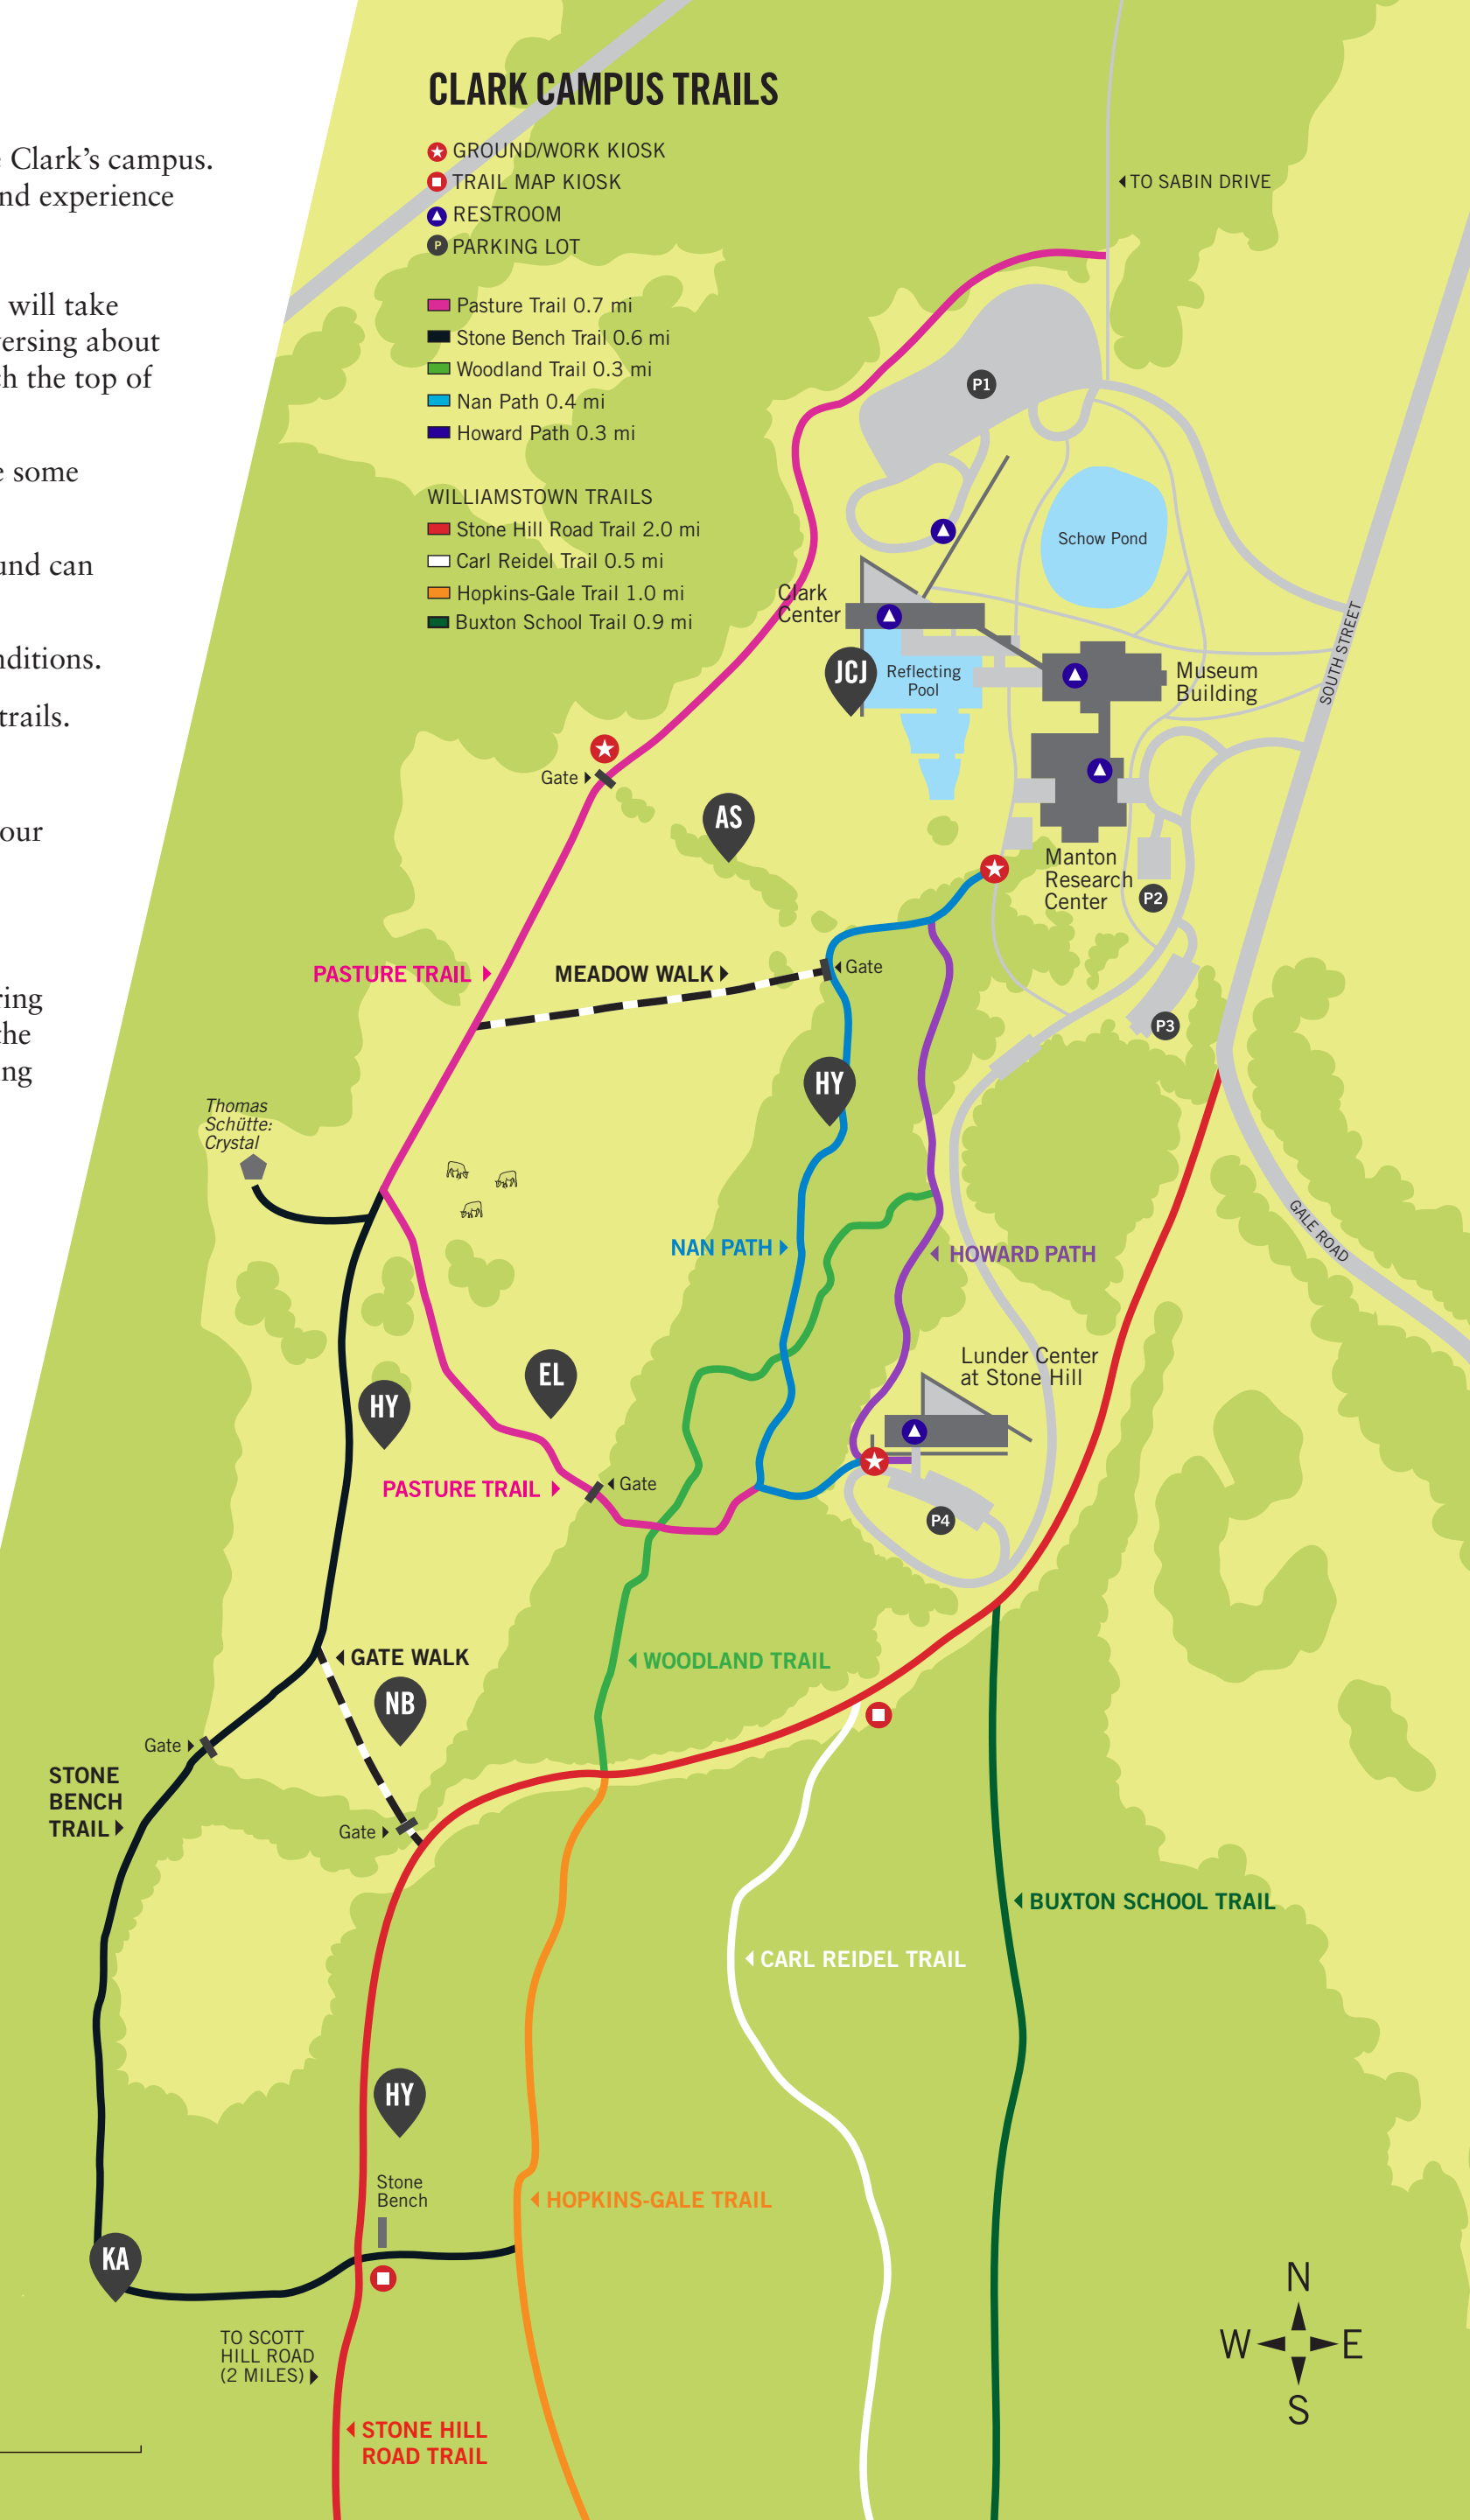 Clark’s campus.
experience
will take
about
the top of
some
can
trails.
our
CLARK CAMPUS TRAILS
GROUND/WORK KIOSK
TRAIL MAP KIOSK
RESTROOM
P PARKING LOT
Pasture Trail 0.7 mi
Stone Bench Trail 0.6 mi
Woodland Trail 0.3 mi
Nan Path 0.4 mi
Howard Path 0.3 mi
WILLIAMSTOWN TRAILS
Stone Hill Road Trail 2.0 mi
Carl Reidel Trail 0.5 mi
Hopkins-Gale Trail 1.0 mi
Buxton School Trail 0.9 mi
TO SABIN DRIVE
P1
Schow Pond
Clark
Center
JCJ
Reflecting
Pool
Museum
Building
SOUTH STREET
Gate
AS
Manton
Research
Center
P2
PASTURE TRAIL
MEADOW WALK
Gate
P3
HY
Thomas
Schütte:
Crystal
NAN PATH
HOWARD PATH
GALE ROAD
Lunder Center
at Stone Hill
EL
HY
PASTURE TRAIL
Gate
P4
GATE WALK
WOODLAND TRAIL
NB
Gate
STONE
BENCH
TRAIL
Gate
BUXTON SCHOOL TRAIL
CARL REIDEL TRAIL
HY
Stone
Bench
HOPKINS-GALE TRAIL
KA
TO SCOTT
HILL ROAD
(2 MILES)
STONE HILL
ROAD TRAIL
N
W E
S